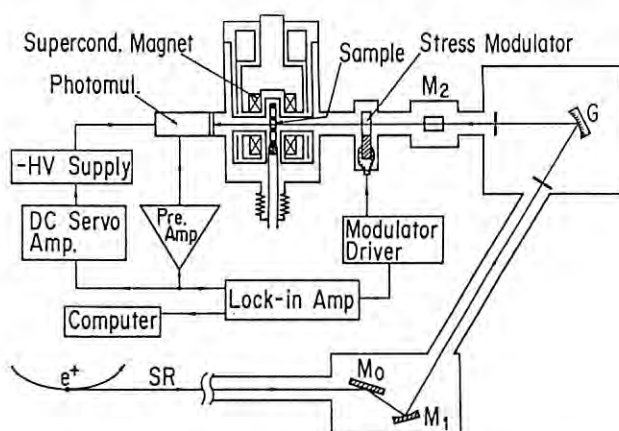 Supercond. Magnet
Sample
Stress Modulator
Photomul.
M2
G
-HV Supply
DC Servo
Amp.
Pre.
Amp
Modulator
Driver
Lock-in Amp
Computer
e+
SR
Mo
M1